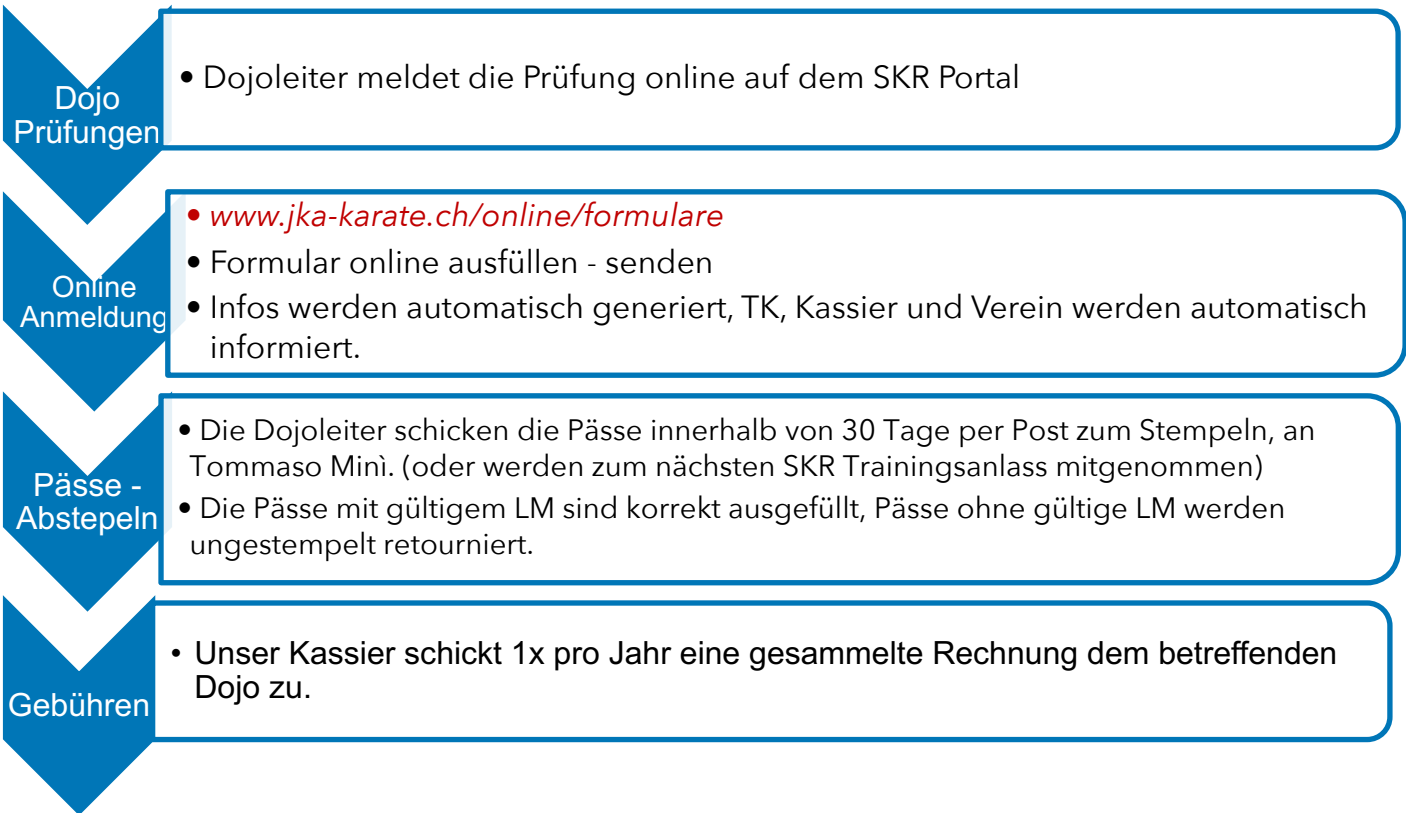 Dojo
Prüfungen
• Dojoleiter meldet die Prüfung online auf dem SKR Portal
Online
Anmeldung
• www.jka-karate.ch/online/formulare
• Formular online ausfüllen - senden
• Infos werden automatisch generiert, TK, Kassier und Verein werden automatisch
informiert.
Pässe -
Abstepeln
• Die Dojoleiter schicken die Pässe innerhalb von 30 Tage per Post zum Stempeln, an
Tommaso Minì. (oder werden zum nächsten SKR Trainingsanlass mitgenommen)
• Die Pässe mit gültigem LM sind korrekt ausgefüllt, Pässe ohne gültige LM werden
ungestempelt retourniert.
Gebühren
• Unser Kassier schickt 1x pro Jahr eine gesammelte Rechnung dem betreffenden
Dojo zu.